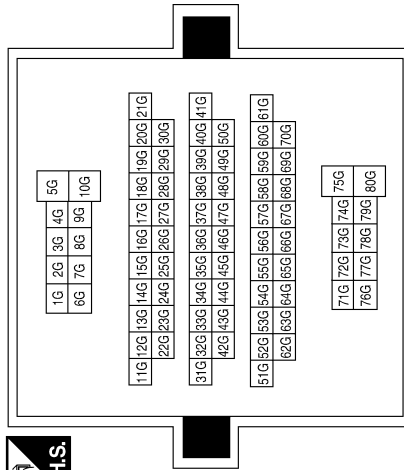 1G 2G 3G 4G 5G
6G 7G 8G 9G 10G
11G 12G 13G 14G 15G 16G 17G 18G 19G 20G 21G
22G 23G 24G 25G 26G 27G 28G 29G 30G
31G 32G 33G 34G 35G 36G 37G 38G 39G 40G 41G
42G 43G 44G 45G 46G 47G 48G 49G 50G
51G 52G 53G 54G 55G 56G 57G 58G 59G 60G 61G
62G 63G 64G 65G 66G 67G 68G 69G 70G
71G 72G 73G 74G 75G
76G 77G 78G 79G 80G
H.S.